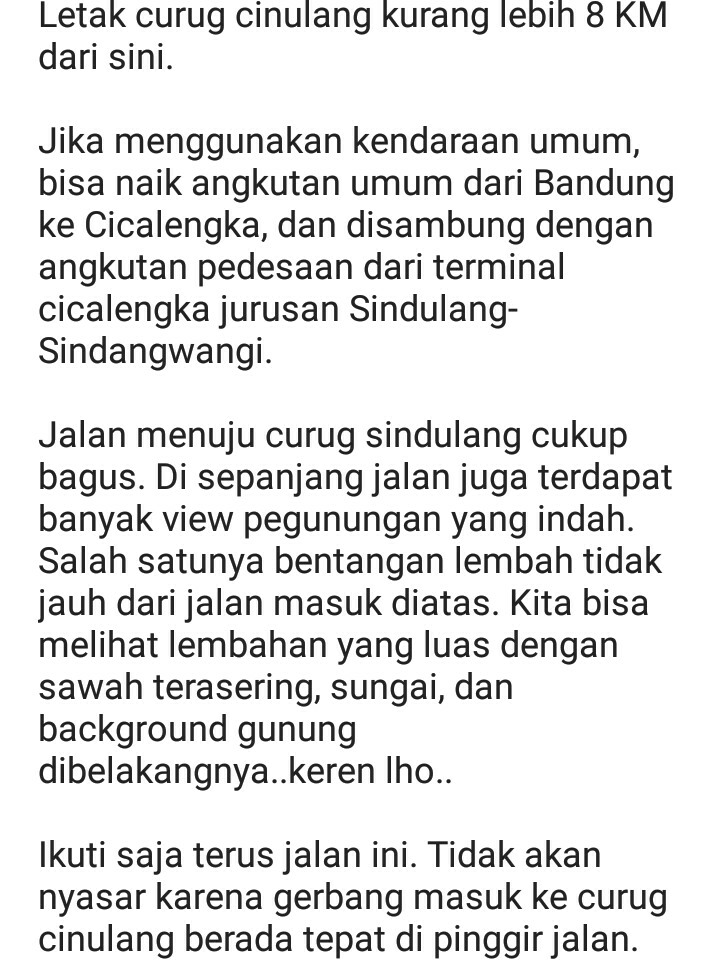 Letak curug cinulang kurang lebih 8 KM
dari sini.
Jika menggunakan kendaraan umum,
bisa naik angkutan umum dari Bandung
ke Cicalengka, dan disambung dengan
angkutan pedesaan dari terminal
cicalengka jurusan Sindulang-
Sindangwangi.
Jalan menuju curug sindulang cukup
bagus. Di sepanjang jalan juga terdapat
banyak view pegunungan yang indah.
Salah satunya bentangan lembah tidak
jauh dari jalan masuk diatas. Kita bisa
melihat lembahan yang luas dengan
sawah terasering, sungai, dan
background gunung
dibelakangnya..keren lho..
Ikuti saja terus jalan ini. Tidak akan
nyasar karena gerbang masuk ke curug
cinulang berada tepat di pinggir jalan.